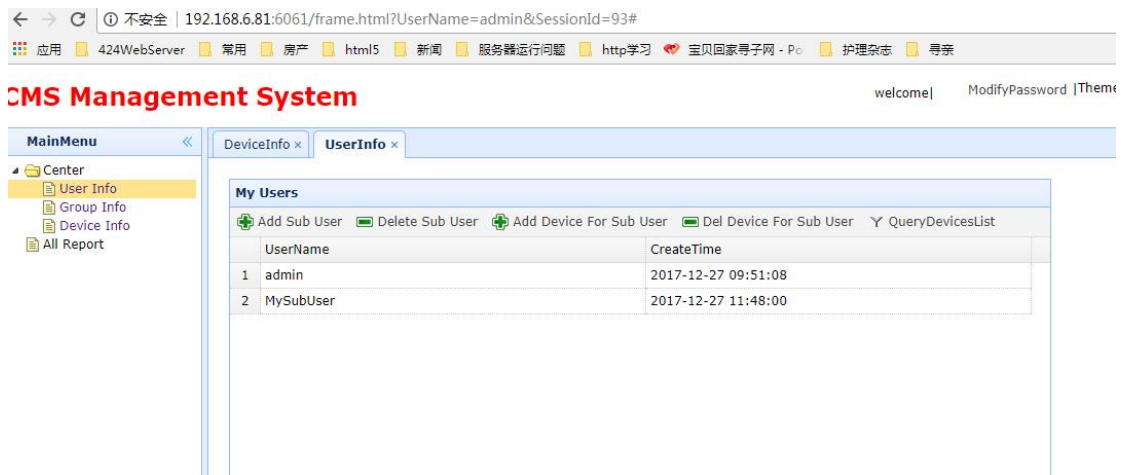 不安全 | 192.168.6.81:6061/frame.html?UserName=admin&SessionId=93#
应用 424WebServer 常用 房产 html5 新闻 服务器运行问题 http学习 宝贝回家寻子网 - Po 护理杂志 寻亲
CMS Management System
welcome| ModifyPassword |Theme
MainMenu
DeviceInfo × UserInfo ×
Center
User Info
Group Info
Device Info
All Report
My Users
Add Sub User Delete Sub User Add Device For Sub User Del Device For Sub User QueryDevicesList
UserName CreateTime
1 admin 2017-12-27 09:51:08
2 MySubUser 2017-12-27 11:48:00